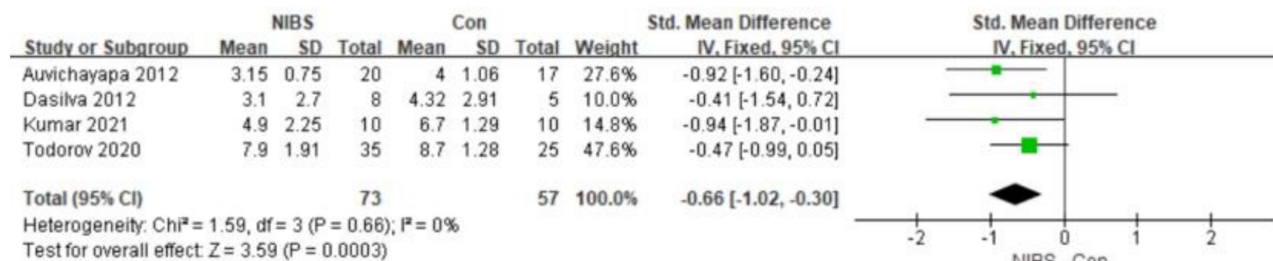 NIBS Con Std. Mean Difference Std. Mean Difference
Study or Subgroup Mean SD Total Mean SD Total Weight IV, Fixed, 95% CI IV, Fixed, 95% CI
Auvichayapa 2012 3.15 0.75 20 4 1.06 17 27.6% -0.92 [-1.60, -0.24]
Dasilva 2012 3.1 2.7 8 4.32 2.91 5 10.0% -0.41 [-1.54, 0.72]
Kumar 2021 4.9 2.25 10 6.7 1.29 10 14.8% -0.94 [-1.87, -0.01]
Todorov 2020 7.9 1.91 35 8.7 1.28 25 47.6% -0.47 [-0.99, 0.05]
Total (95% CI) 73 57 100.0% -0.66 [-1.02, -0.30]
Heterogeneity: Chi² = 1.59, df = 3 (P = 0.66); I² = 0%
Test for overall effect: Z = 3.59 (P = 0.0003)
-2 -1 0 1 2
NIBS Con